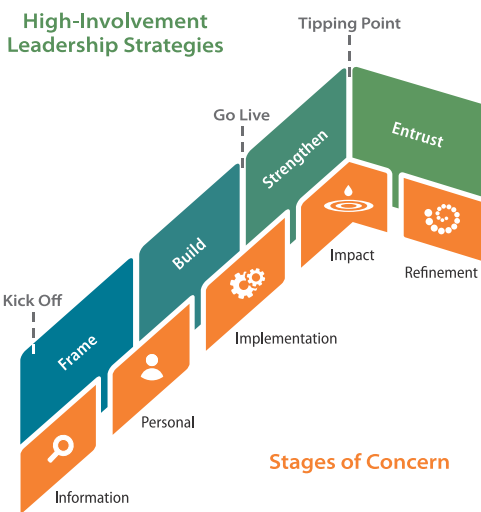 High-Involvement
Leadership Strategies
Tipping Point
Go Live
Kick Off
Frame
Build
Strengthen
Entrust
Information
Personal
Implementation
Impact
Refinement
Stages of Concern